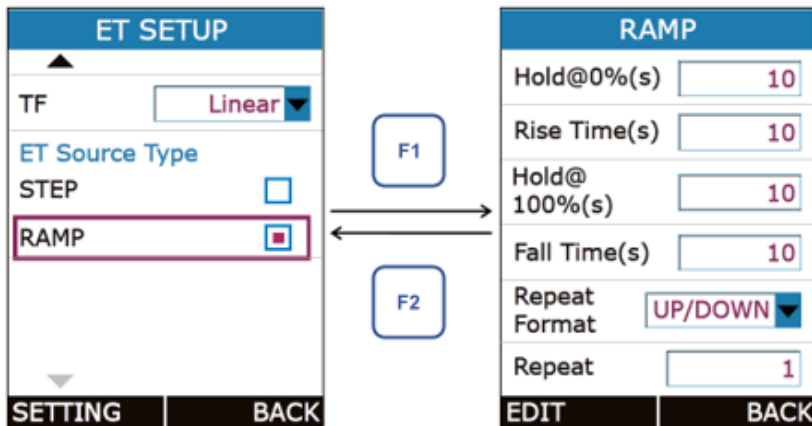 ET SETUP
TF Linear
ET Source Type
STEP
RAMP
SETTING BACK
F1
F2
RAMP
Hold@0%(s) 10
Rise Time(s) 10
Hold@
100%(s) 10
Fall Time(s) 10
Repeat
Format UP/DOWN
Repeat 1
EDIT BACK